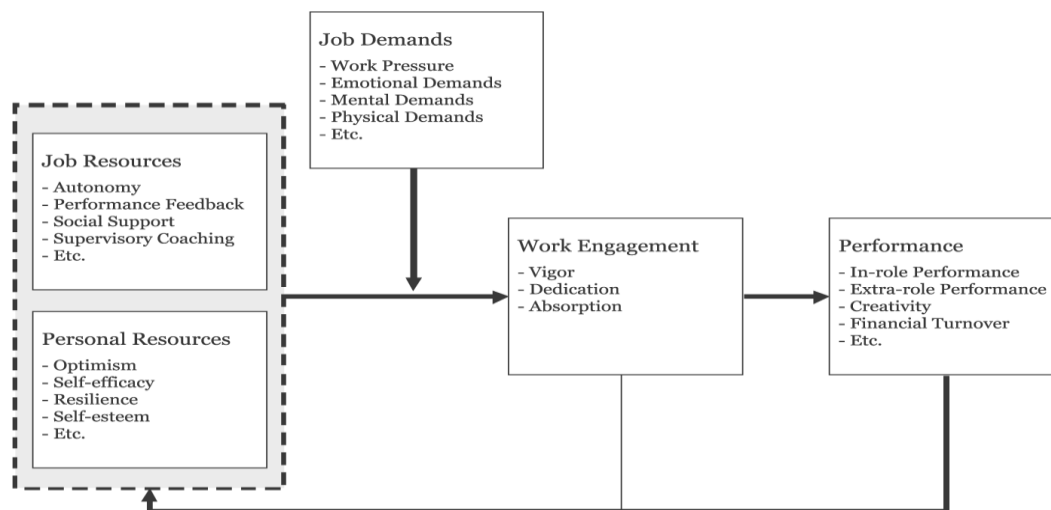 Job Demands
- Work Pressure
- Emotional Demands
- Mental Demands
- Physical Demands
- Etc.
Job Resources
- Autonomy
- Performance Feedback
- Social Support
- Supervisory Coaching
- Etc.
Personal Resources
- Optimism
- Self-efficacy
- Resilience
- Self-esteem
- Etc.
Work Engagement
- Vigor
- Dedication
- Absorption
Performance
- In-role Performance
- Extra-role Performance
- Creativity
- Financial Turnover
- Etc.